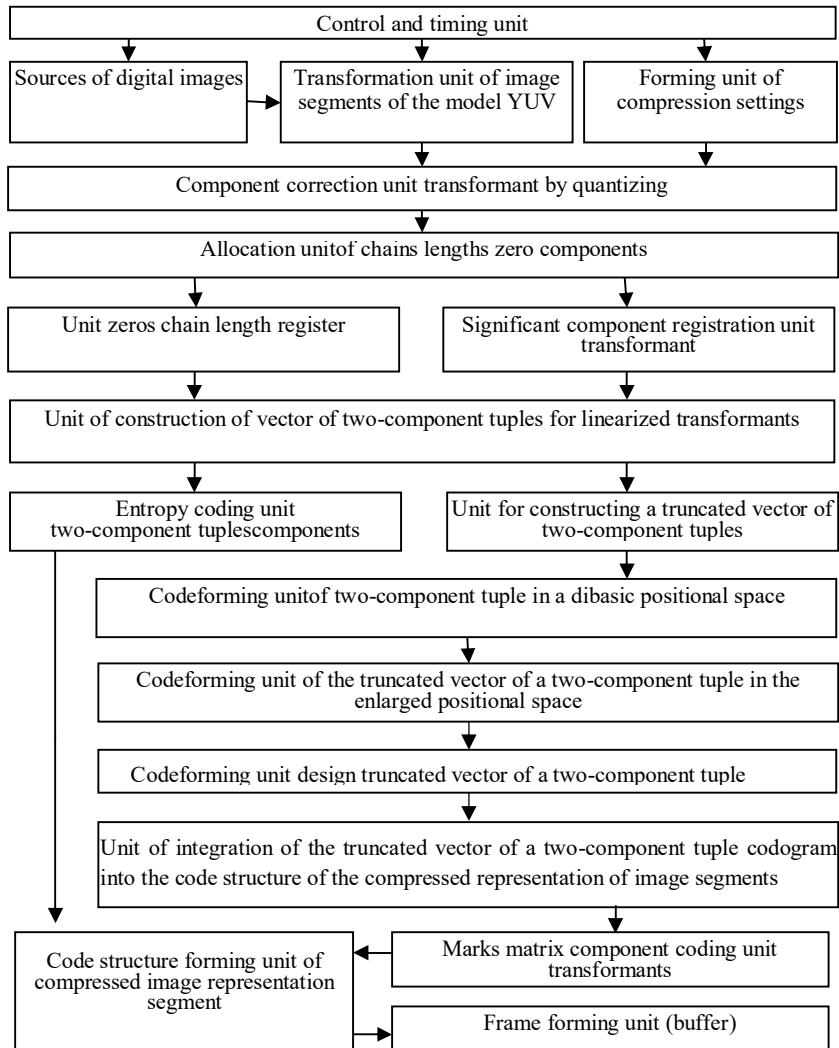 Control and timing unit
Sources of digital images
Transformation unit of image
segments of the model YUV
Forming unit of
compression settings
Component correction unit transformant by quantizing
Allocation unitof chains lengths zero components
Unit zeros chain length register
Significant component registration unit
transformant
Unit of construction of vector of two-component tuples for linearized transformants
Entropy coding unit
two-component tuplescomponents
Unit for constructing a truncated vector of
two-component tuples
Codeforming unitof two-component tuple in a dibasic positional space
Codeforming unit of the truncated vector of a two-component tuple in the
enlarged positional space
Codeforming unit design truncated vector of a two-component tuple
Unit of integration of the truncated vector of a two-component tuple codogram
into the code structure of the compressed representation of image segments
Code structure forming unit of
compressed image representation
segment
Marks matrix component coding unit
transformants
Frame forming unit (buffer)